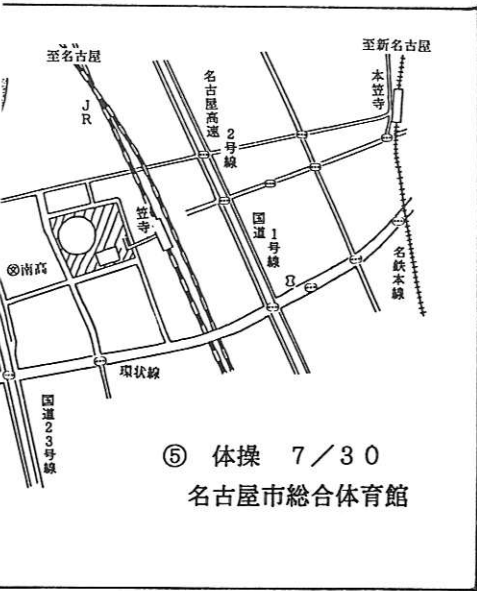 至名古屋
至新名古屋
JR
名古屋高速2号線
本笠寺
笠寺
国道1号線
⊗南高
名鉄本線
環状線
国道23号線
⑤ 体操 7/30
名古屋市総合体育館